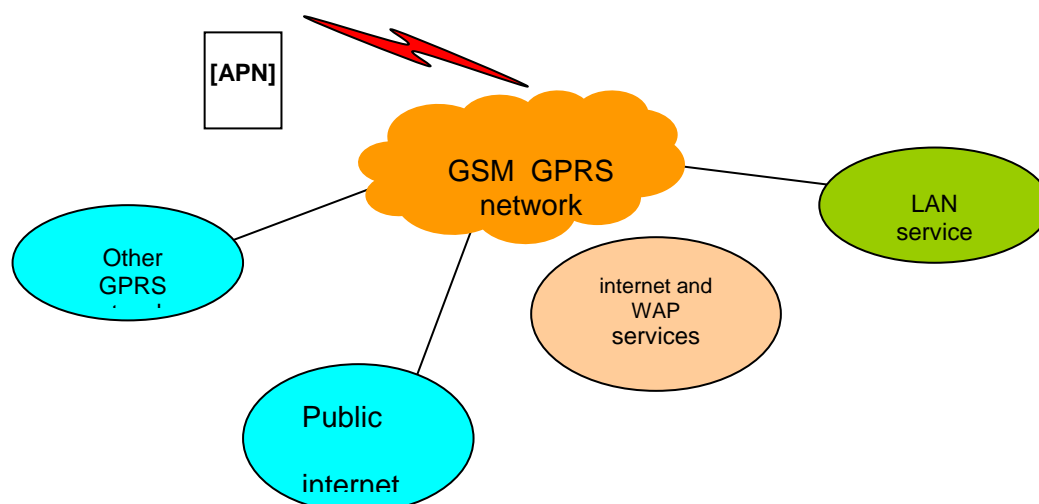 [APN]
GSM GPRS
network
LAN
service
Other
GPRS
internet and
WAP
services
Public
internet